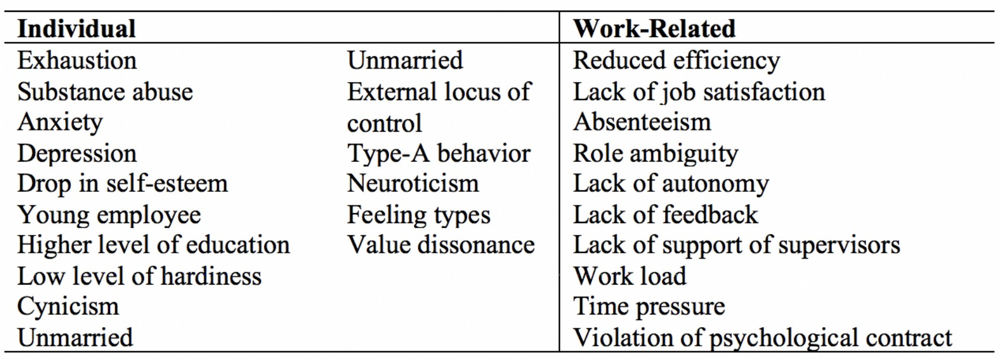 Individual
Work-Related
Exhaustion
Substance abuse
Anxiety
Depression
Drop in self-esteem
Young employee
Higher level of education
Low level of hardiness
Cynicism
Unmarried
Unmarried
External locus of
control
Type-A behavior
Neuroticism
Feeling types
Value dissonance
Reduced efficiency
Lack of job satisfaction
Absenteeism
Role ambiguity
Lack of autonomy
Lack of feedback
Lack of support of supervisors
Work load
Time pressure
Violation of psychological contract